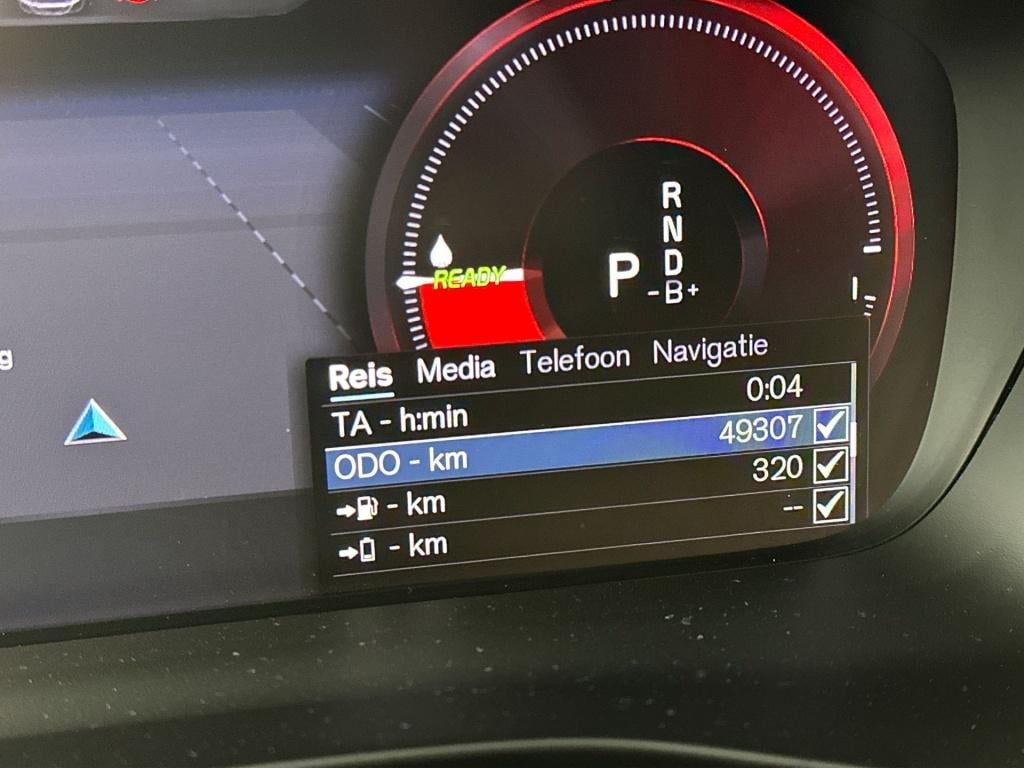 R
N
D
P
-B+
READY
g
Reis Media Telefoon Navigatie
TA - h:min 0:04
ODO - km 49307
- km 320
- km --